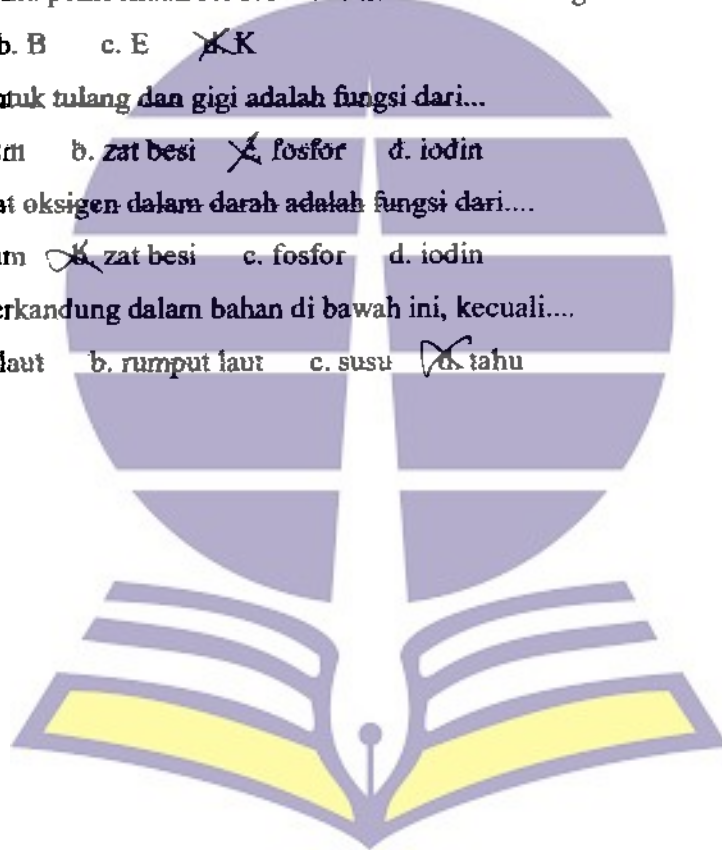 b. B c. E d. K
tuk tulang dan gigi adalah fungsi dari...
m b. zat besi c. fosfor d. iodin
at oksigen dalam darah adalah fungsi dari....
m b. zat besi c. fosfor d. iodin
erkandung dalam bahan di bawah ini, kecuali....
laut b. rumput laut c. susu d. tahu